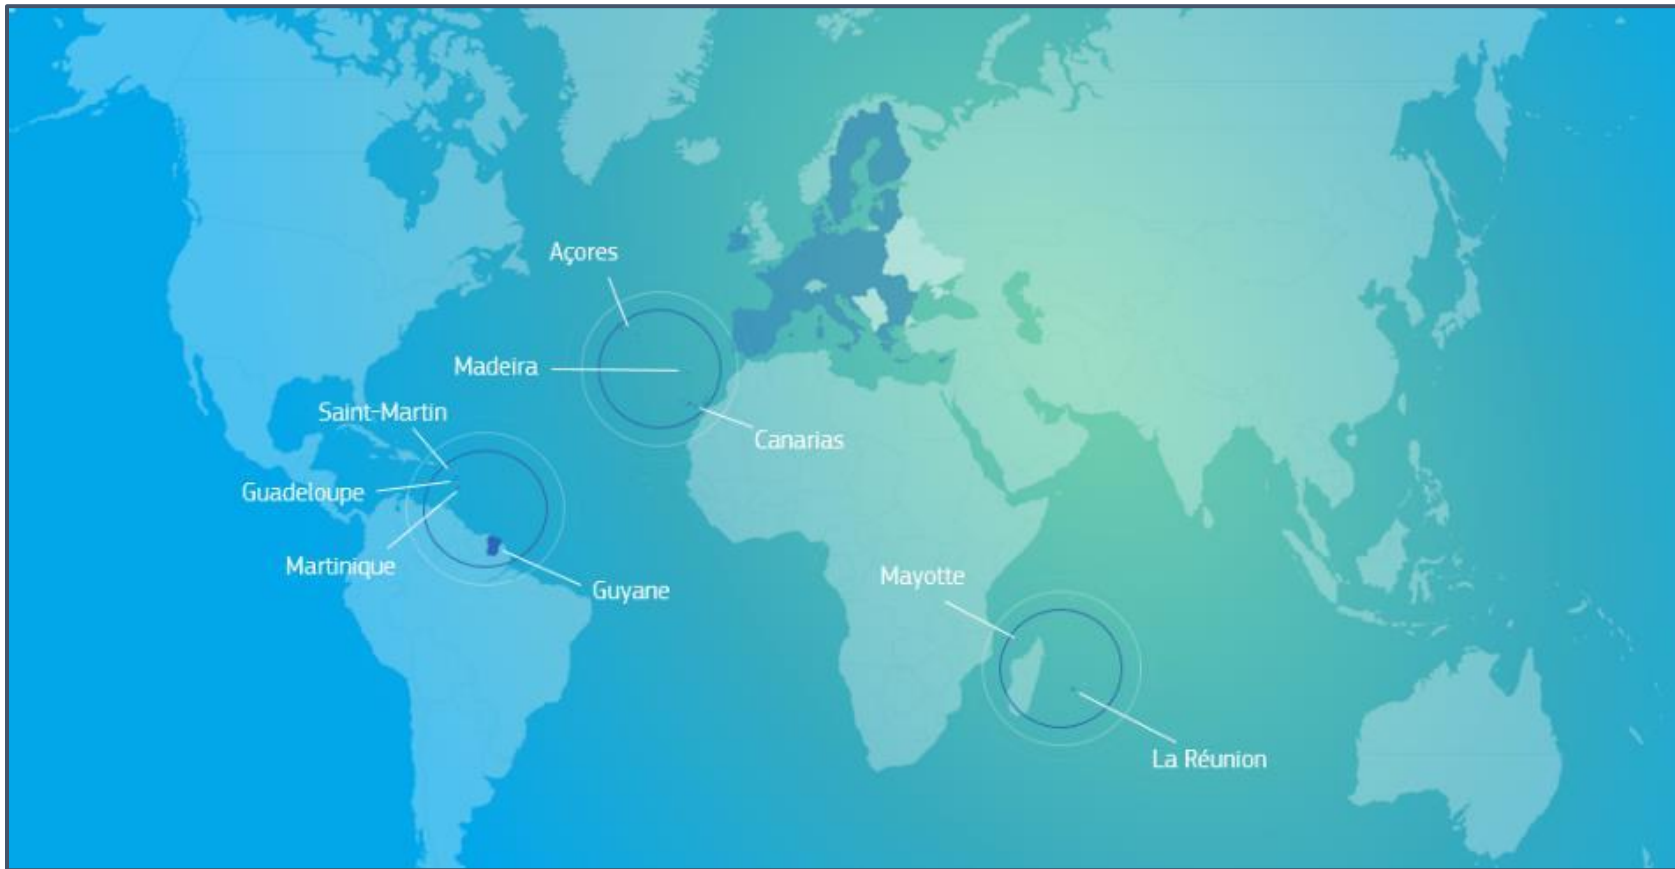 Açores
Madeira
Saint-Martin
Canarias
Guadeloupe
Martinique
Mayotte
Guyane
La Réunion